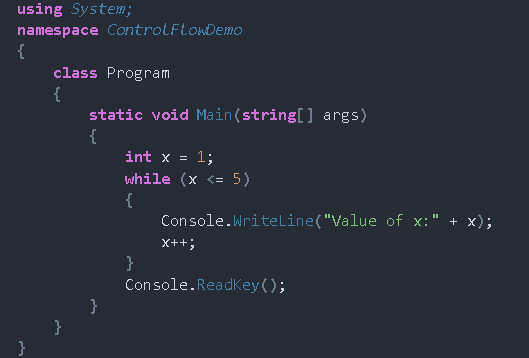 using System;
namespace ControlFlowDemo
{
    class Program
    {
        static void Main(string[] args)
        {
            int x = 1;
            while (x <= 5)
            {
                Console.WriteLine("Value of x:" + x);
                x++;
            }
            Console.ReadKey();
        }
    }
}